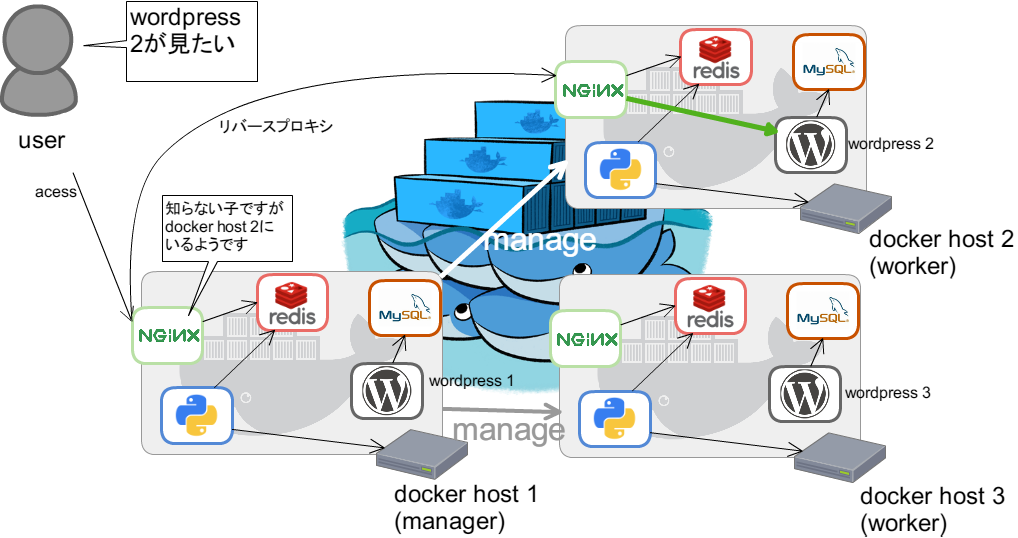 wordpress
2が見たい
user
acess
リバースプロキシ
知らない子ですが
docker host 2に
いるようです
NGiNX
redis
MySQL
wordpress 2
docker host 2
(worker)
manage
NGiNX
redis
MySQL
wordpress 1
docker host 1
(manager)
manage
NGiNX
redis
MySQL
wordpress 3
docker host 3
(worker)